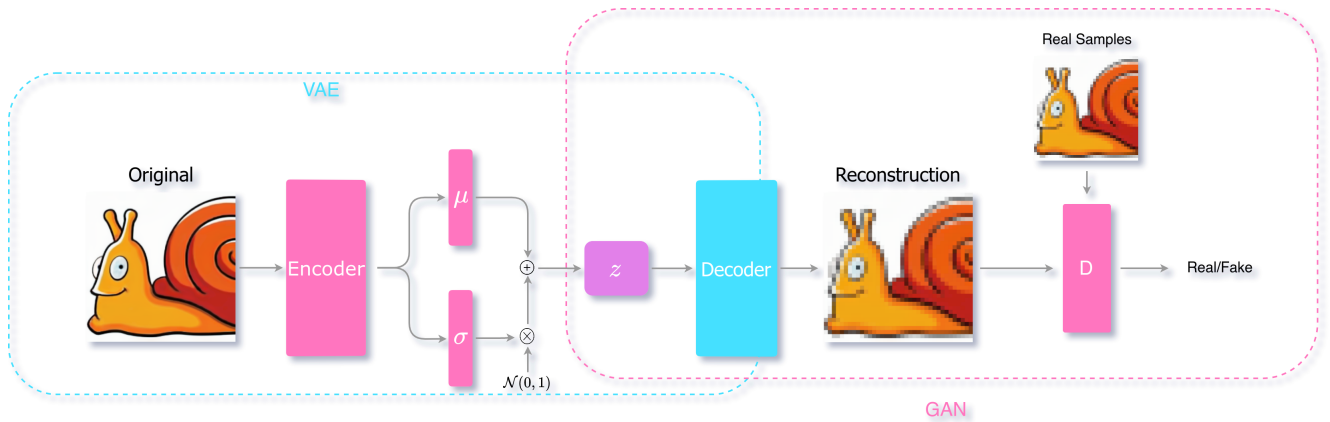 Real Samples
VAE
Original
Reconstruction
μ
Encoder
z
Decoder
D
Real/Fake
σ
𝒩(0, 1)
GAN